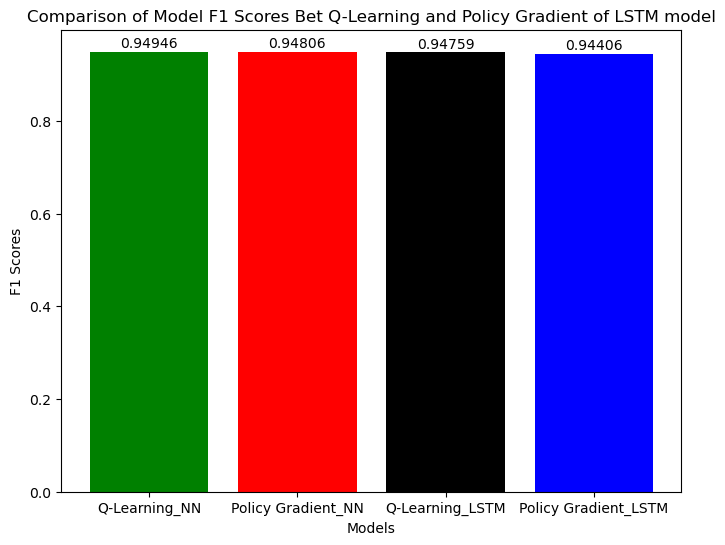 Comparison of Model F1 Scores Bet Q-Learning and Policy Gradient of LSTM model
0.94946 0.94806 0.94759 0.94406
0.8
0.6
0.4
0.2
0.0
F1 Scores
Q-Learning_NN Policy Gradient_NN Q-Learning_LSTM Policy Gradient_LSTM
Models